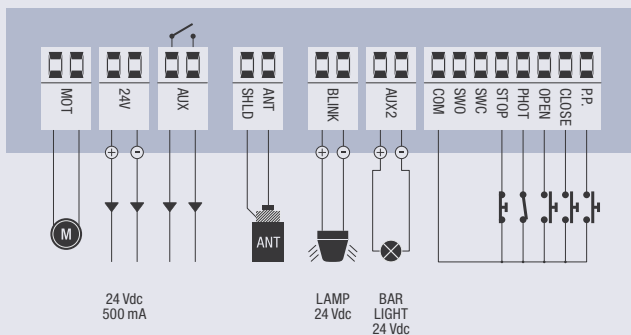 MOT
24V
AUX
SHLD
ANT
BLINK
AUX2
COM
SWO
SWC
STOP
PHOT
OPEN
CLOSE
P.P.
+
-
+
-
+
-
M
ANT
24 Vdc
500 mA
LAMP
24 Vdc
BAR
LIGHT
24 Vdc